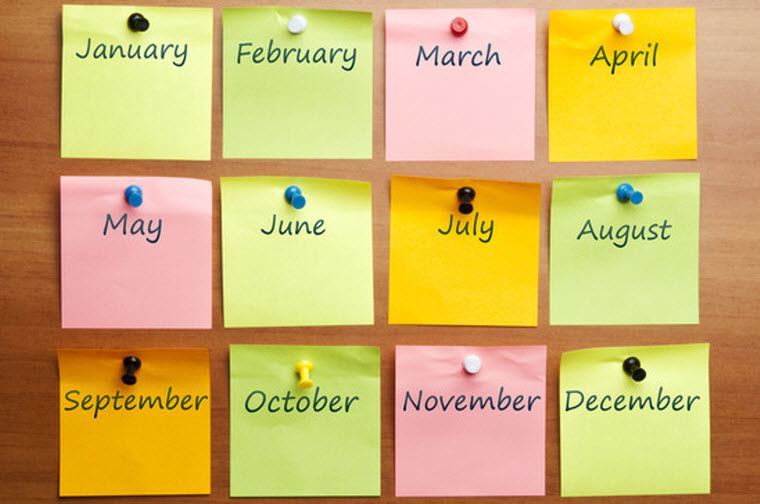 January February March April
May June July August
September October November December